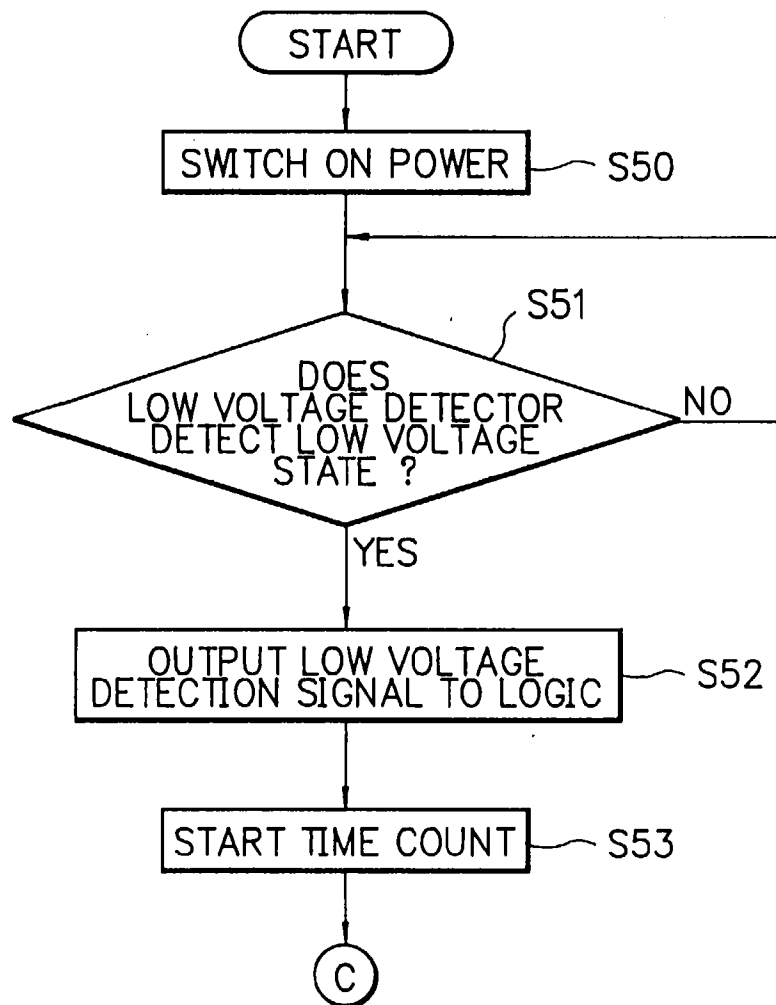 START
SWITCH ON POWER
S50
S51
DOES
LOW VOLTAGE DETECTOR
DETECT LOW VOLTAGE
STATE ?
NO
YES
OUTPUT LOW VOLTAGE
DETECTION SIGNAL TO LOGIC
S52
START TIME COUNT
S53
C